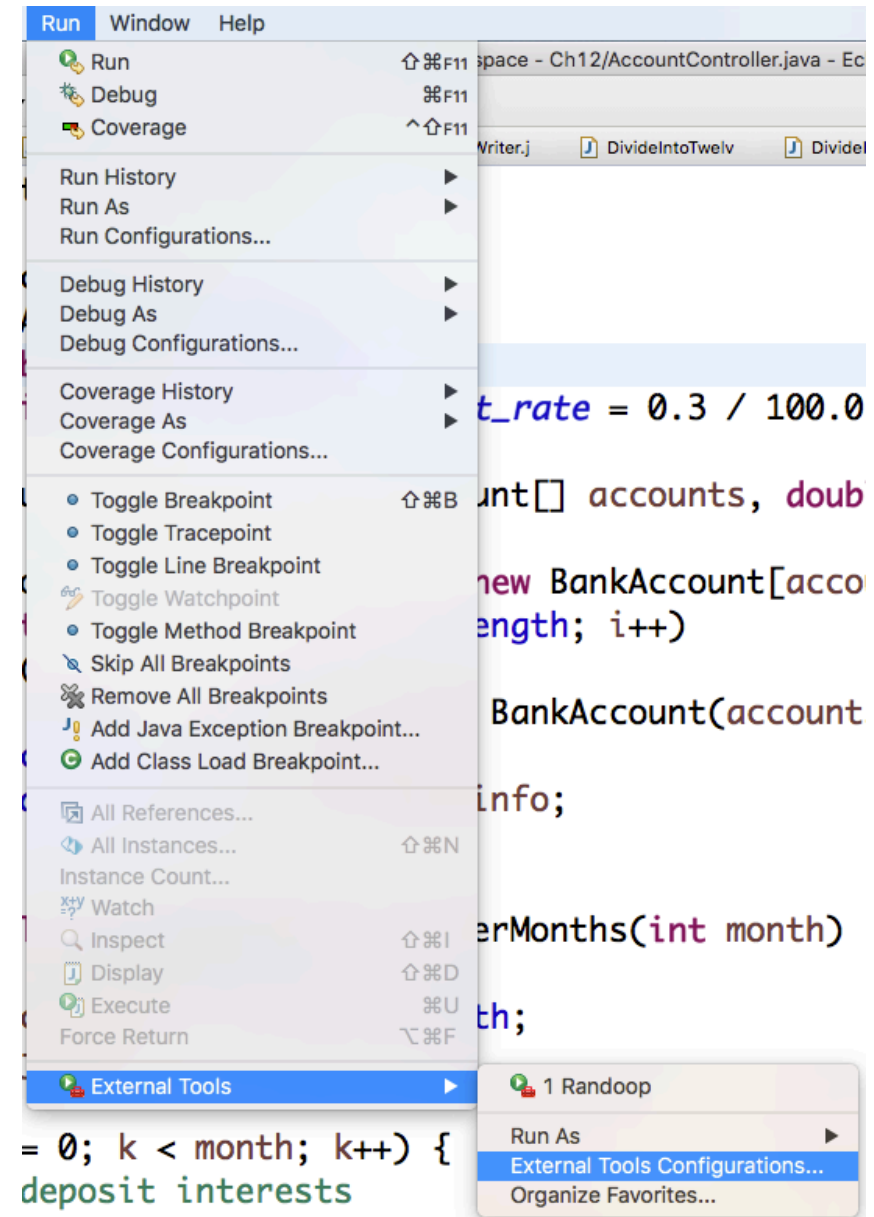 Run Window Help
Run ⇧⌘F11
space - Ch12/AccountController.java - Ec
Debug ⌘F11
Coverage ^⇧F11
Writer.j DivideIntoTwelv Divide
Run History ▶
Run As ▶
Run Configurations...
Debug History ▶
Debug As ▶
Debug Configurations...
Coverage History ▶
t_rate = 0.3 / 100.0
Coverage As ▶
Coverage Configurations...
Toggle Breakpoint ⇧⌘B
unt[] accounts, doub
Toggle Tracepoint
Toggle Line Breakpoint
new BankAccount[acco
Toggle Watchpoint
Toggle Method Breakpoint
ength; i++)
Skip All Breakpoints
Remove All Breakpoints
BankAccount(account
Add Java Exception Breakpoint...
Add Class Load Breakpoint...
info;
All References...
All Instances... ⇧⌘N
Instance Count...
Watch
erMonths(int month)
Inspect ⇧⌘I
Display ⇧⌘D
Execute ⌘U
th;
Force Return ⌥⌘F
External Tools ▶
1 Randoop
Run As ▶
= 0; k < month; k++) {
External Tools Configurations...
deposit interests
Organize Favorites...